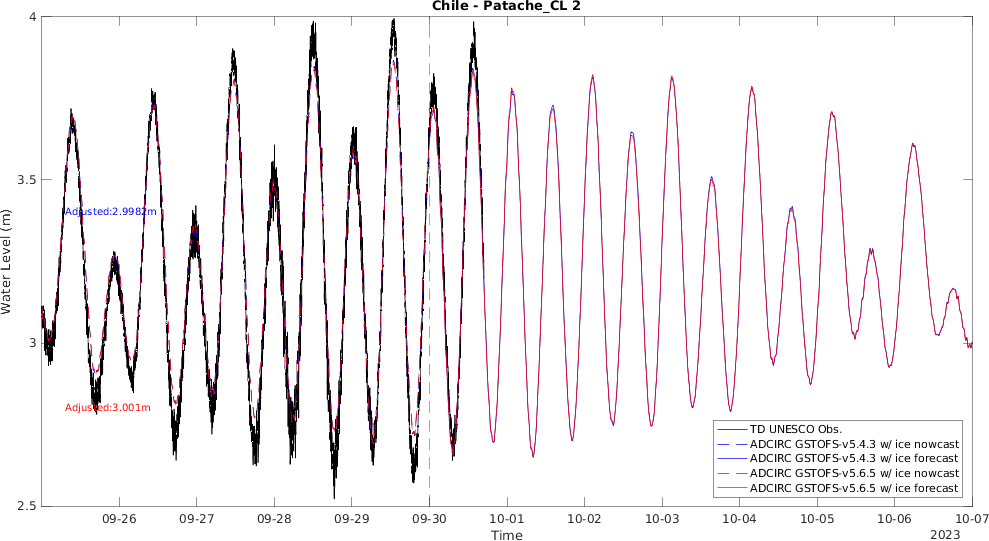 Chile - Patache_CL 2
4
3.5
3
2.5
Water Level (m)
Adjusted:2.9982m
Adjusted:3.001m
TD UNESCO Obs.
ADCIRC GSTOFS-v5.4.3 w/ ice nowcast
ADCIRC GSTOFS-v5.4.3 w/ ice forecast
ADCIRC GSTOFS-v5.6.5 w/ ice nowcast
ADCIRC GSTOFS-v5.6.5 w/ ice forecast
09-26 09-27 09-28 09-29 09-30 10-01 10-02 10-03 10-04 10-05 10-06 10-07
Time
2023